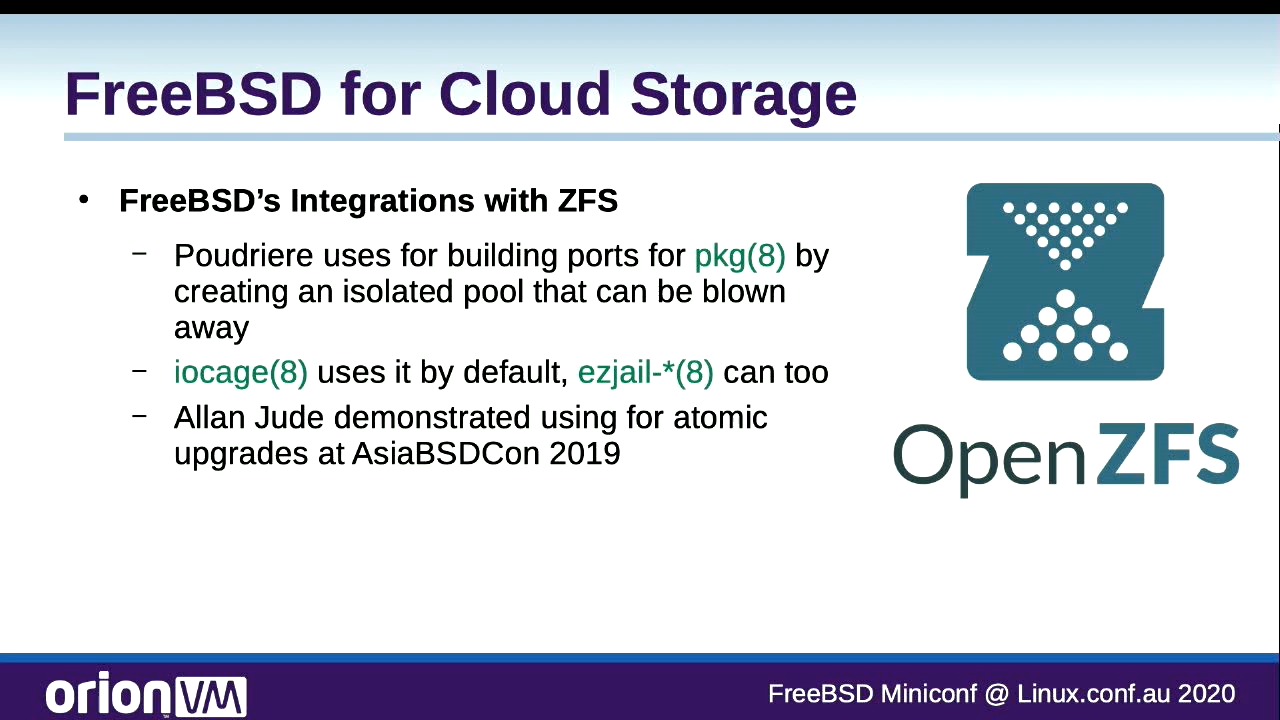 FreeBSD for Cloud Storage
• FreeBSD’s Integrations with ZFS
– Poudriere uses for building ports for pkg(8) by
creating an isolated pool that can be blown
away
– iocage(8) uses it by default, ezjail-*(8) can too
– Allan Jude demonstrated using for atomic
upgrades at AsiaBSDCon 2019
OpenZFS
orionVM
FreeBSD Miniconf @ Linux.conf.au 2020